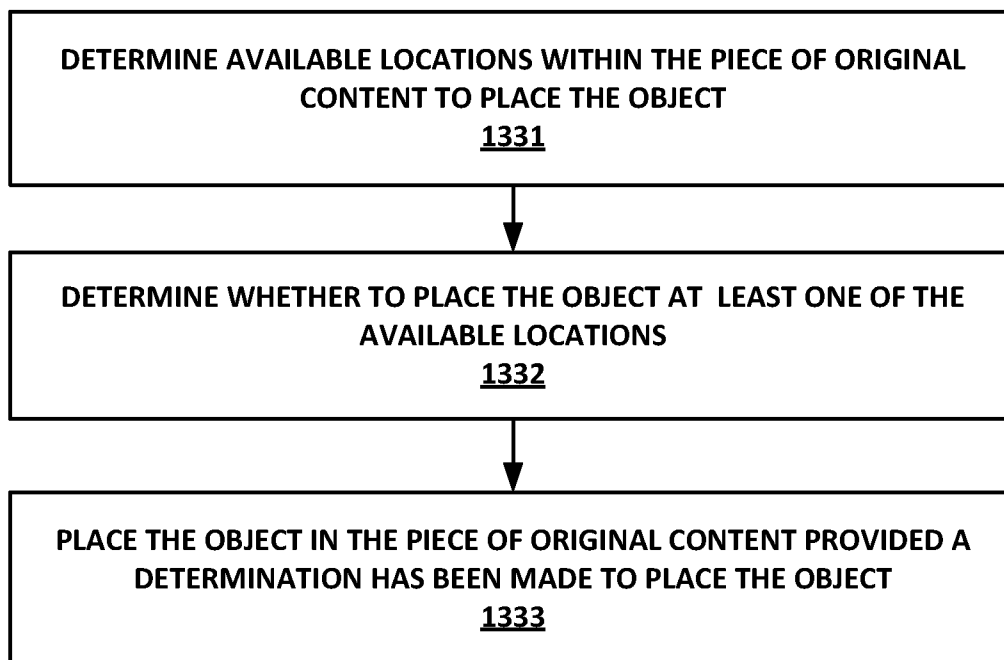 DETERMINE AVAILABLE LOCATIONS WITHIN THE PIECE OF ORIGINAL
CONTENT TO PLACE THE OBJECT
1331
DETERMINE WHETHER TO PLACE THE OBJECT AT LEAST ONE OF THE
AVAILABLE LOCATIONS
1332
PLACE THE OBJECT IN THE PIECE OF ORIGINAL CONTENT PROVIDED A
DETERMINATION HAS BEEN MADE TO PLACE THE OBJECT
1333